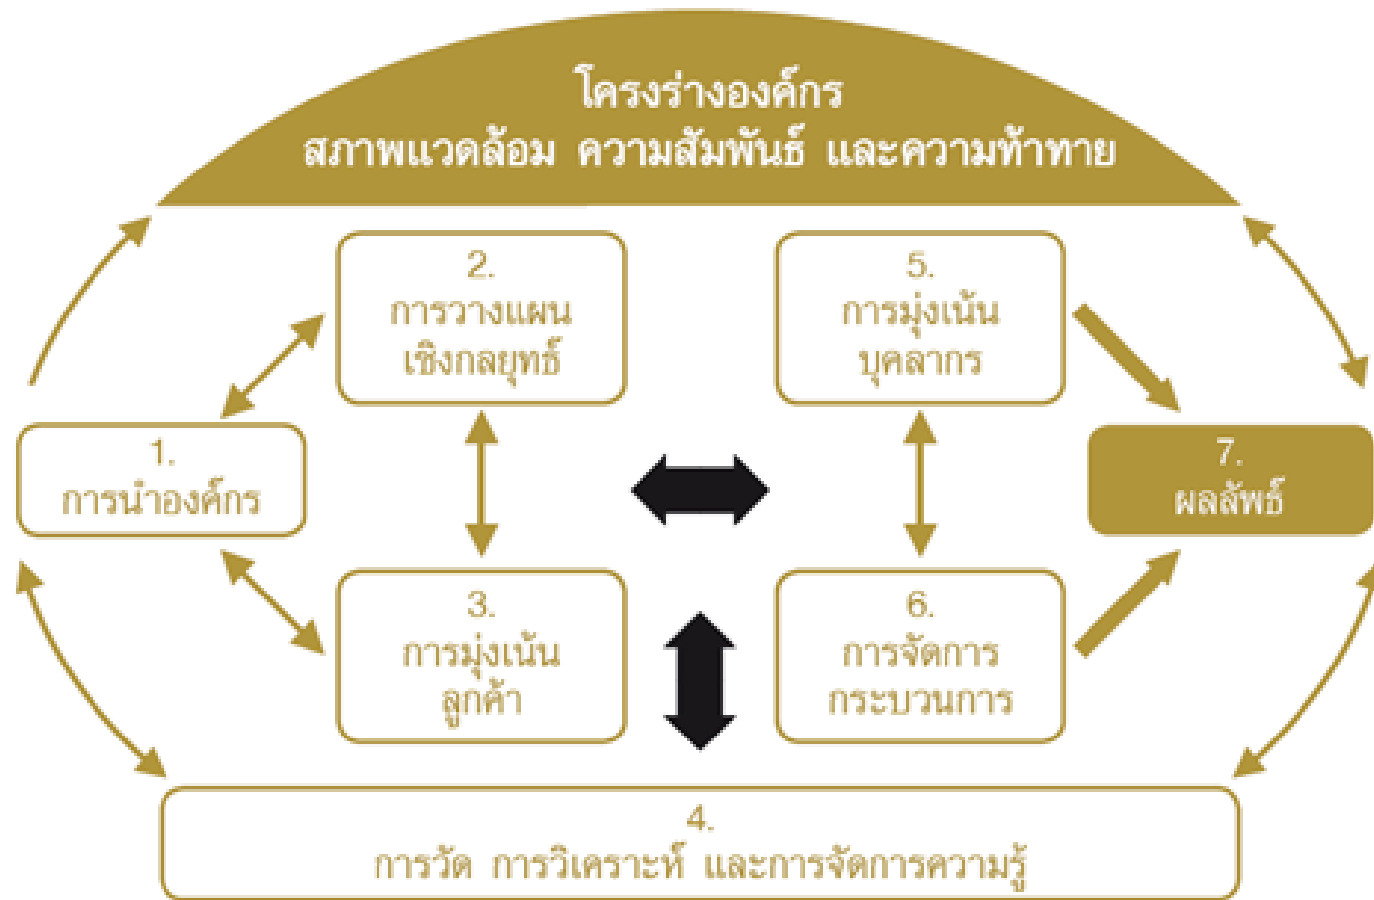 โครงร่างองค์กร
สภาพแวดล้อม ความสัมพันธ์ และความท้าทาย
2.
การวางแผน
เชิงกลยุทธ์
5.
การมุ่งเน้น
บุคลากร
1.
การนำองค์กร
7.
ผลลัพธ์
3.
การมุ่งเน้น
ลูกค้า
6.
การจัดการ
กระบวนการ
4.
การวัด การวิเคราะห์ และการจัดการความรู้